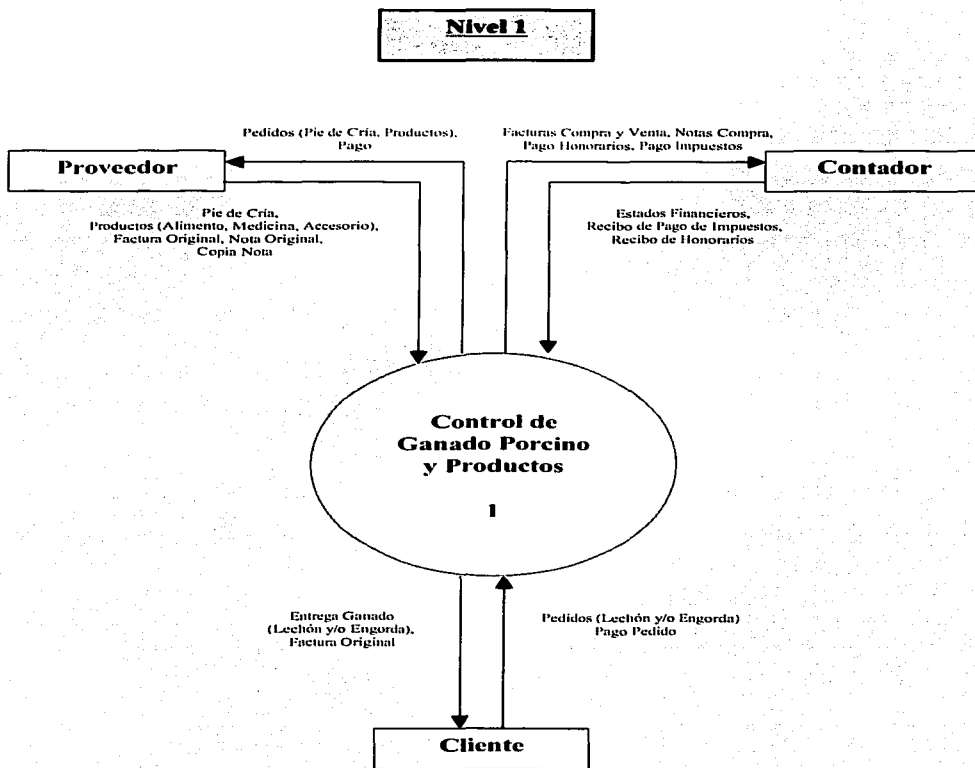 Nivel 1
Pedidos (Pie de Cría, Productos),
Pago
Facturas Compra y Venta, Notas Compra,
Pago Honorarios, Pago Impuestos
Proveedor
Contador
Pie de Cría,
Productos (Alimento, Medicina, Accesorio),
Factura Original, Nota Original,
Copia Nota
Estados Financieros,
Recibo de Pago de Impuestos,
Recibo de Honorarios
Control de
Ganado Porcino
y Productos
1
Entrega Ganado
(Lechón y/o Engorda),
Factura Original
Pedidos (Lechón y/o Engorda)
Pago Pedido
Cliente